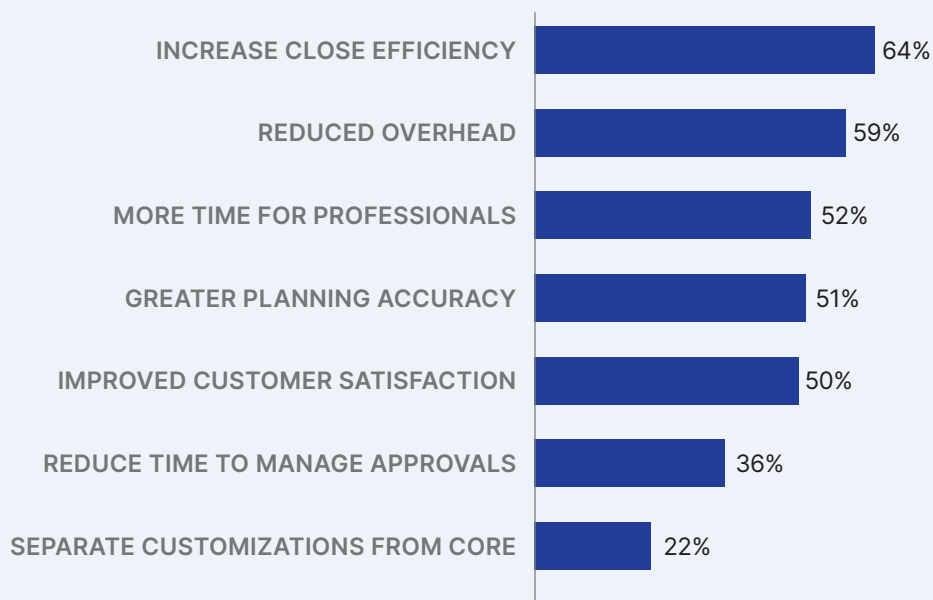 INCREASE CLOSE EFFICIENCY 64%
REDUCED OVERHEAD 59%
MORE TIME FOR PROFESSIONALS 52%
GREATER PLANNING ACCURACY 51%
IMPROVED CUSTOMER SATISFACTION 50%
REDUCE TIME TO MANAGE APPROVALS 36%
SEPARATE CUSTOMIZATIONS FROM CORE 22%